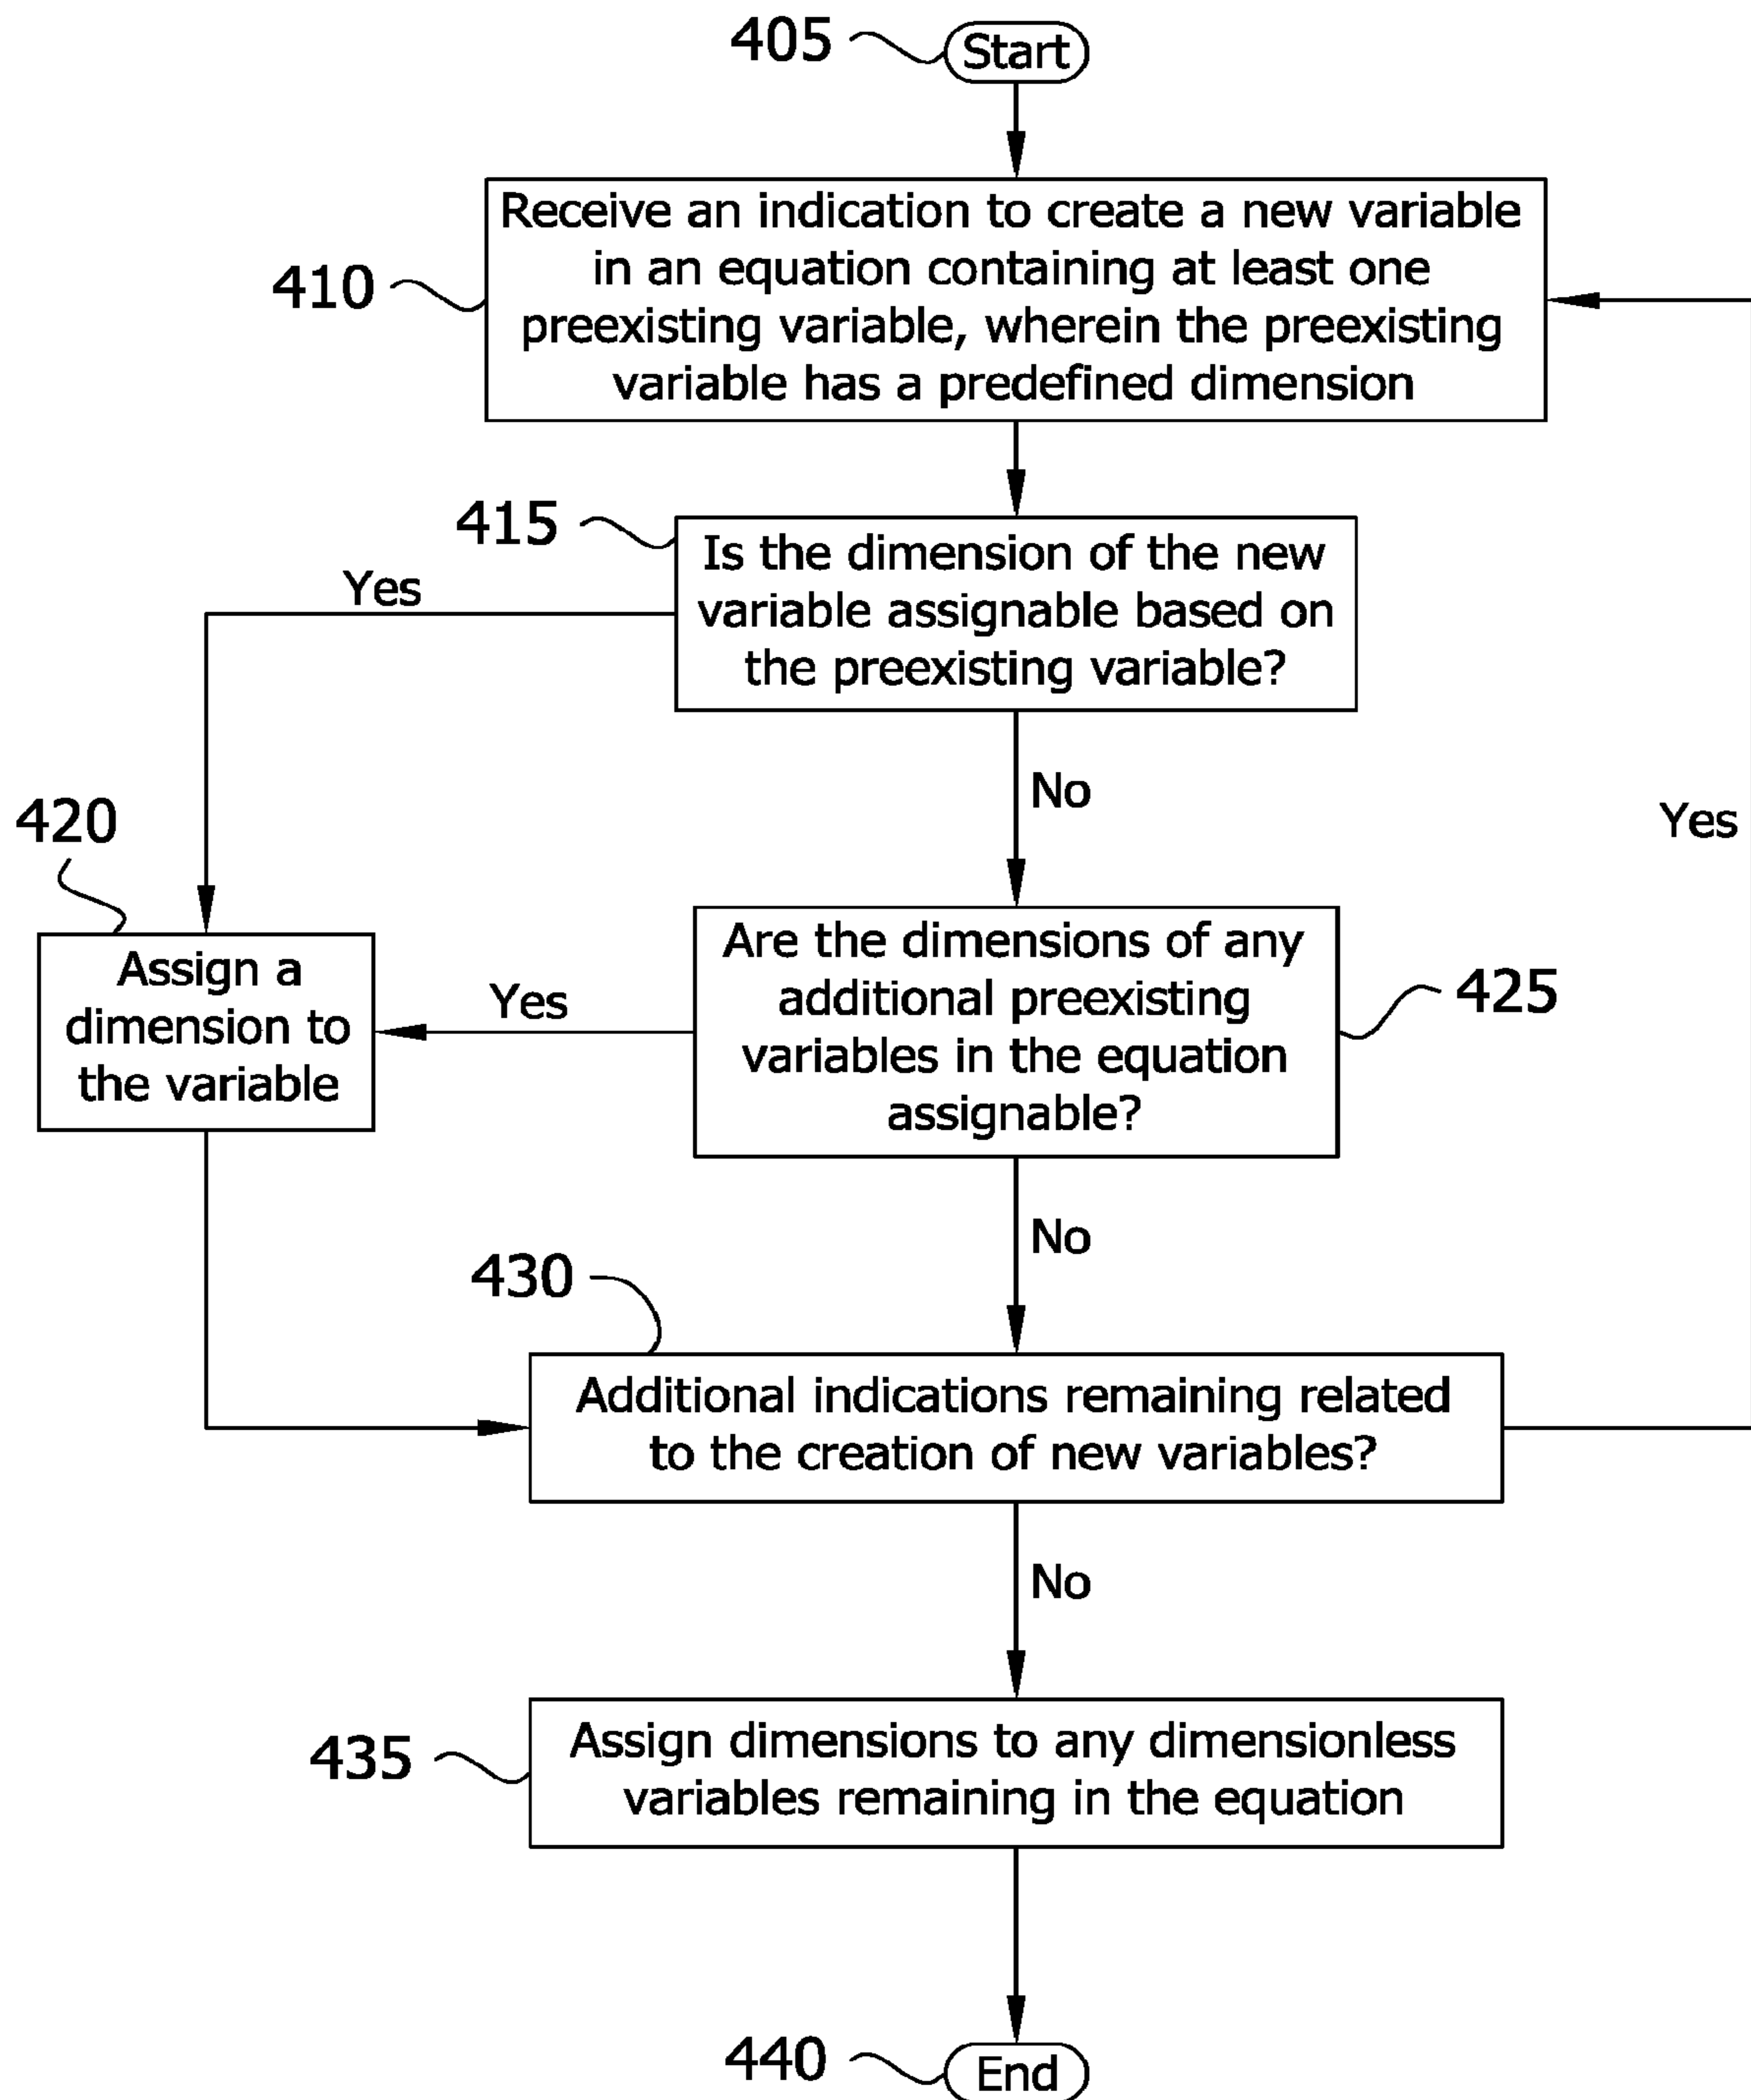 405
Start
Receive an indication to create a new variable
in an equation containing at least one
preexisting variable, wherein the preexisting
variable has a predefined dimension
410
415
Is the dimension of the new
variable assignable based on
the preexisting variable?
Yes
No
Yes
420
Assign a
dimension to
the variable
Yes
Are the dimensions of any
additional preexisting
variables in the equation
assignable?
425
No
430
Additional indications remaining related
to the creation of new variables?
No
435
Assign dimensions to any dimensionless
variables remaining in the equation
440
End